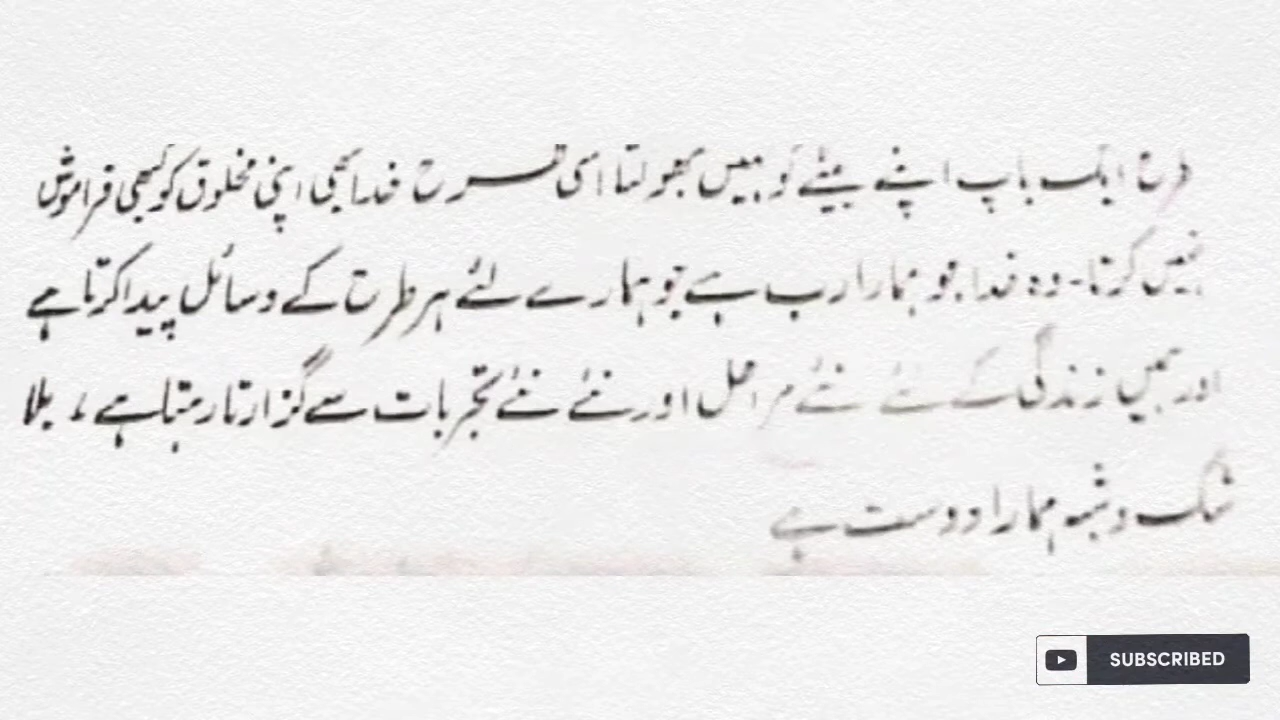 طرح ایک باپ اپنے بیٹے کو نہیں بھولتا اسی طرح خدا بھی اپنی مخلوق کو کبھی فراموش
نہیں کرتا۔ وہ خدا جو ہمارا رب ہے جو ہمارے لئے ہر طرح کے وسائل پیدا کرتا ہے
اور ہمیں زندگی کے نئے نئے مراحل اور نئے نئے تجربات سے گزارتا رہتا ہے، بلا
شک و شبہ ہمارا دوست ہے
SUBSCRIBED